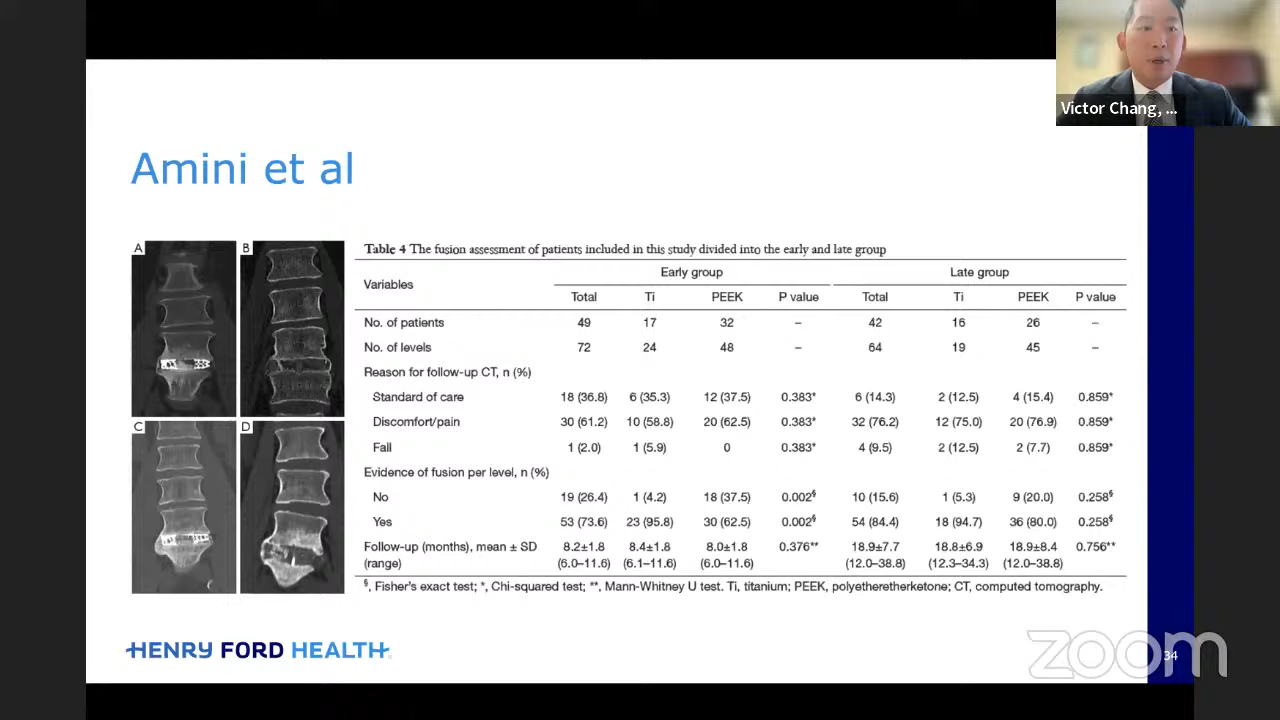 Victor Chang, ...
Amini et al
A
B
C
D
Table 4 The fusion assessment of patients included in this study divided into the early and late group
Variables Early group Late group
Total Ti PEEK P value Total Ti PEEK P value
No. of patients 49 17 32 – 42 16 26 –
No. of levels 72 24 48 – 64 19 45 –
Reason for follow-up CT, n (%)
Standard of care 18 (36.8) 6 (35.3) 12 (37.5) 0.383* 6 (14.3) 2 (12.5) 4 (15.4) 0.859*
Discomfort/pain 30 (61.2) 10 (58.8) 20 (62.5) 0.383* 32 (76.2) 12 (75.0) 20 (76.9) 0.859*
Fall 1 (2.0) 1 (5.9) 0 0.383* 4 (9.5) 2 (12.5) 2 (7.7) 0.859*
Evidence of fusion per level, n (%)
No 19 (26.4) 1 (4.2) 18 (37.5) 0.002§ 10 (15.6) 1 (5.3) 9 (20.0) 0.258§
Yes 53 (73.6) 23 (95.8) 30 (62.5) 0.002§ 54 (84.4) 18 (94.7) 36 (80.0) 0.258§
Follow-up (months), mean ± SD 8.2±1.8 8.4±1.8 8.0±1.8 0.376** 18.9±7.7 18.8±6.9 18.9±8.4 0.756**
(range) (6.0–11.6) (6.1–11.6) (6.0–11.6) (12.0–38.8) (12.3–34.3) (12.0–38.8)
§, Fisher's exact test; *, Chi-squared test; **, Mann-Whitney U test. Ti, titanium; PEEK, polyetheretherketone; CT, computed tomography.
HENRY FORD HEALTH
zoom
34